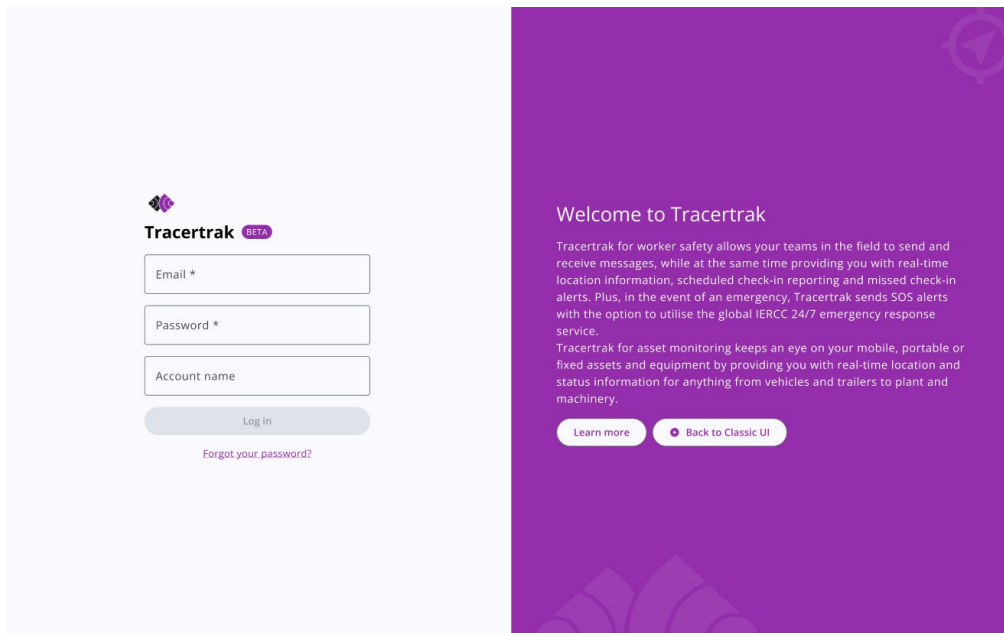 Tracertrak BETA
Email *
Password *
Account name
Log in
Forgot your password?
Welcome to Tracertrak
Tracertrak for worker safety allows your teams in the field to send and
receive messages, while at the same time providing you with real-time
location information, scheduled check-in reporting and missed check-in
alerts. Plus, in the event of an emergency, Tracertrak sends SOS alerts
with the option to utilise the global IERCC 24/7 emergency response
service.
Tracertrak for asset monitoring keeps an eye on your mobile, portable or
fixed assets and equipment by providing you with real-time location and
status information for anything from vehicles and trailers to plant and
machinery.
Learn more
Back to Classic UI